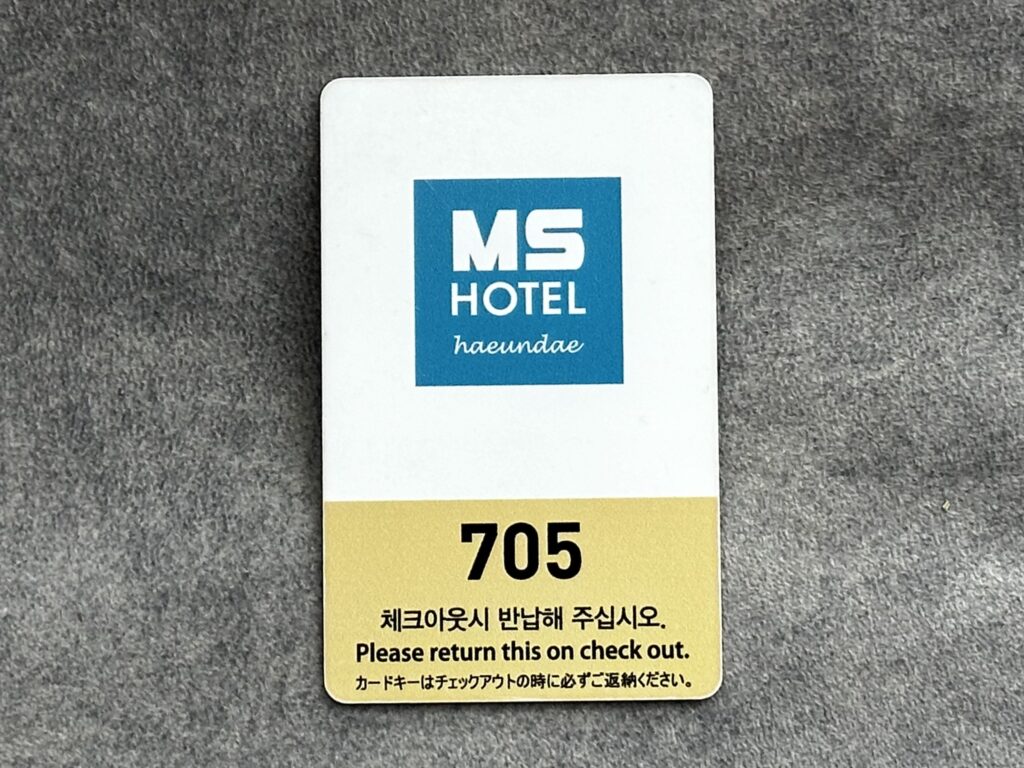 MS
HOTEL
haeundae
705
체크아웃시 반납해 주십시오.
Please return this on check out.
カードキーはチェックアウトの時に必ずご返納ください。